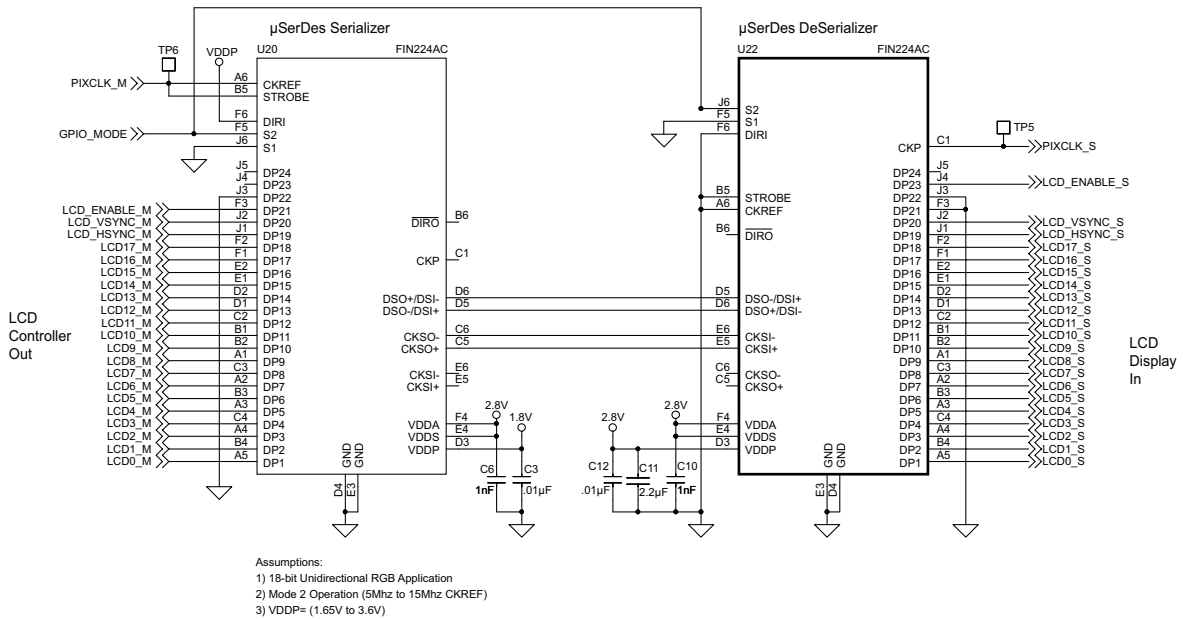 µSerDes Serializer
µSerDes DeSerializer
TP6
VDDP
U20
FIN224AC
U22
FIN224AC
PIXCLK_M
A6
CKREF
B5
STROBE
F6
DIRI
GPIO_MODE
F5
S2
J6
S1
J5
DP24
J4
DP23
J3
DP22
LCD_ENABLE_M
F3
DP21
LCD_VSYNC_M
J2
DP20
LCD_HSYNC_M
J1
DP19
LCD17_M
F2
DP18
LCD16_M
F1
DP17
LCD15_M
E2
DP16
LCD14_M
E1
DP15
LCD13_M
D2
DP14
LCD12_M
D1
DP13
LCD11_M
C2
DP12
LCD10_M
B1
DP11
LCD9_M
B2
DP10
LCD8_M
A1
DP9
LCD7_M
C3
DP8
LCD6_M
A2
DP7
LCD5_M
B3
DP6
LCD4_M
A3
DP5
LCD3_M
C4
DP4
LCD2_M
A4
DP3
LCD1_M
B4
DP2
LCD0_M
A5
DP1
LCD
Controller
Out
DIRO
B6
CKP
C1
DSO+/DSI-
D6
DSO-/DSI+
D5
CKSO-
C6
CKSO+
C5
CKSI-
E6
CKSI+
E5
2.8V
1.8V
VDDA
F4
VDDS
E4
VDDP
D3
GND
GND
D4
E3
C6
1nF
C3
.01µF
2.8V
2.8V
C12
.01µF
C11
2.2µF
C10
1nF
J6
S2
F5
S1
F6
DIRI
B5
STROBE
A6
CKREF
B6
DIRO
D5
DSO-/DSI+
D6
DSO+/DSI-
E6
CKSI-
E5
CKSI+
C6
CKSO-
C5
CKSO+
F4
VDDA
E4
VDDS
D3
VDDP
GND
GND
E3
D4
TP5
CKP
C1
PIXCLK_S
DP24
J5
DP23
J4
LCD_ENABLE_S
DP22
J3
DP21
F3
DP20
J2
LCD_VSYNC_S
DP19
J1
LCD_HSYNC_S
DP18
F2
LCD17_S
DP17
F1
LCD16_S
DP16
E2
LCD15_S
DP15
E1
LCD14_S
DP14
D2
LCD13_S
DP13
D1
LCD12_S
DP12
C2
LCD11_S
DP11
B1
LCD10_S
DP10
B2
LCD9_S
DP9
A1
LCD8_S
DP8
C3
LCD7_S
DP7
A2
LCD6_S
DP6
B3
LCD5_S
DP5
A3
LCD4_S
DP4
C4
LCD3_S
DP3
A4
LCD2_S
DP2
B4
LCD1_S
DP1
A5
LCD0_S
LCD
Display
In
Assumptions:
1) 18-bit Unidirectional RGB Application
2) Mode 2 Operation (5Mhz to 15Mhz CKREF)
3) VDDP= (1.65V to 3.6V)